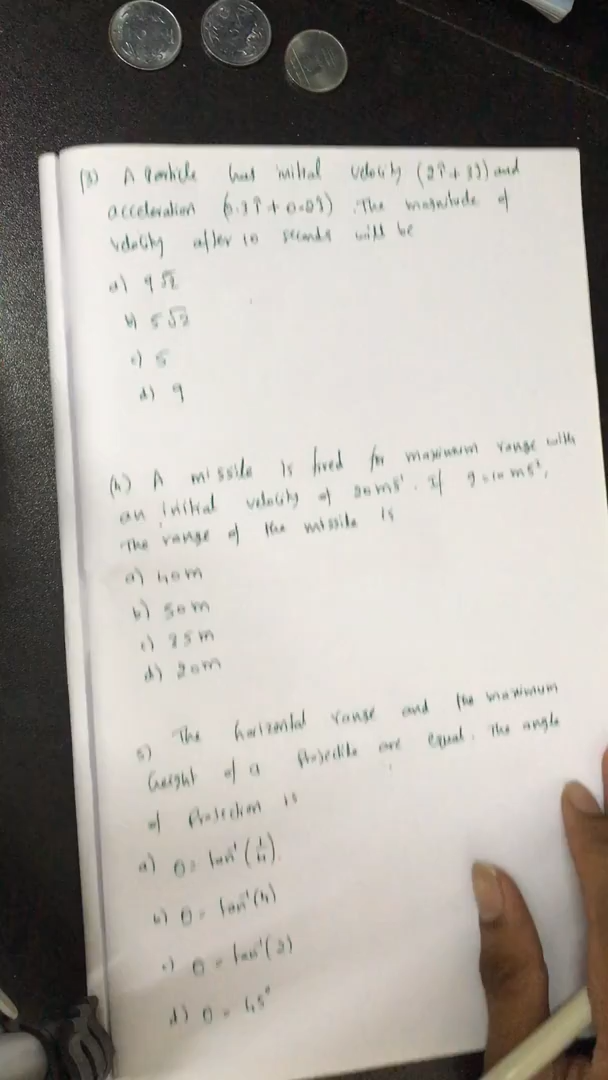 (3) A Particle has initial velocity (2î + 3ĵ) and
acceleration (0.3î + 0.2ĵ). The magnitude of
velocity after 10 seconds will be
a) 9√2
b) 5√2
c) 5
d) 9
(4) A missile is fired for maximum range with
an initial velocity of 20 ms⁻¹. If g = 10 ms⁻²,
The range of the missile is
a) 40m
b) 50m
c) 25m
d) 20m
5) The horizontal range and the maximum
height of a Projectile are equal. The angle
of Projection is
a) θ = tan⁻¹(1/4).
b) θ = tan⁻¹(4)
c) θ = tan⁻¹(2)
d) θ = 45°